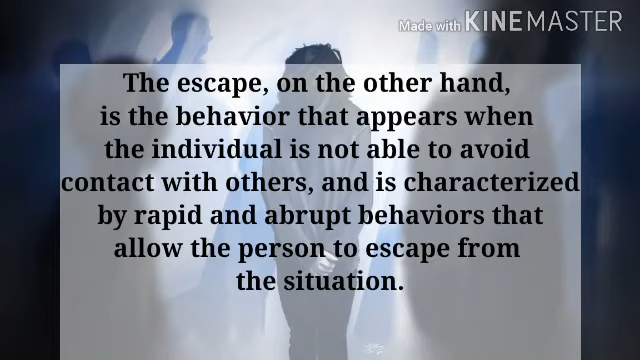 Made with KINEMASTER
The escape, on the other hand,
is the behavior that appears when
the individual is not able to avoid
contact with others, and is characterized
by rapid and abrupt behaviors that
allow the person to escape from
the situation.